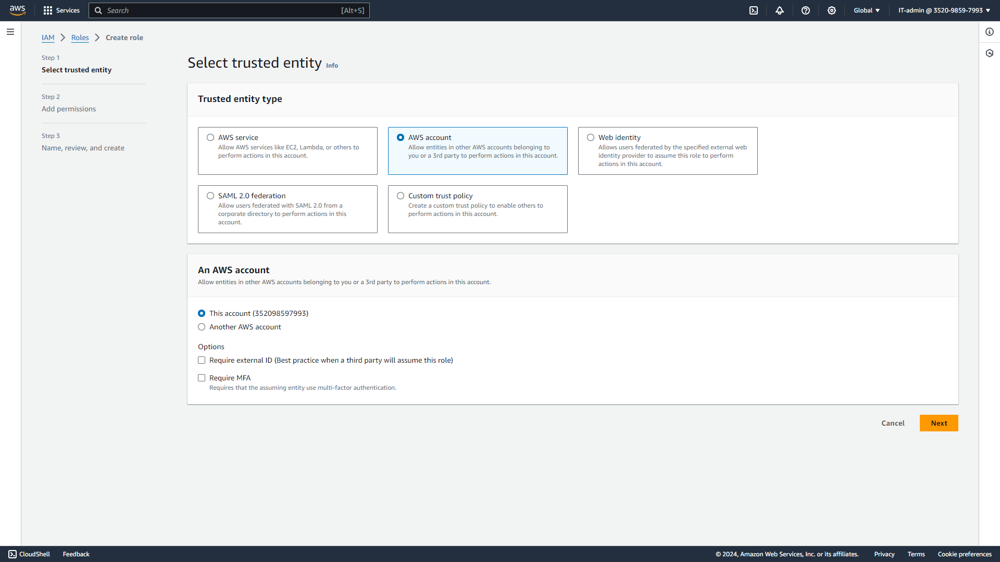 aws
Services
Search
[Alt+S]
Global
IT-admin @ 3520-9859-7993
IAM
Roles
Create role
Step 1
Select trusted entity
Step 2
Add permissions
Step 3
Name, review, and create
Select trusted entity
Info
Trusted entity type
AWS service
Allow AWS services like EC2, Lambda, or others to
perform actions in this account.
AWS account
Allow entities in other AWS accounts belonging to
you or a 3rd party to perform actions in this account.
Web identity
Allows users federated by the specified external web
identity provider to assume this role to perform
actions in this account.
SAML 2.0 federation
Allow users federated with SAML 2.0 from a
corporate directory to perform actions in this
account.
Custom trust policy
Create a custom trust policy to enable others to
perform actions in this account.
An AWS account
Allow entities in other AWS accounts belonging to you or a 3rd party to perform actions in this account.
This account (352098597993)
Another AWS account
Options
Require external ID (Best practice when a third party will assume this role)
Require MFA
Requires that the assuming entity use multi-factor authentication.
Cancel
Next
CloudShell
Feedback
© 2024, Amazon Web Services, Inc. or its affiliates.
Privacy
Terms
Cookie preferences